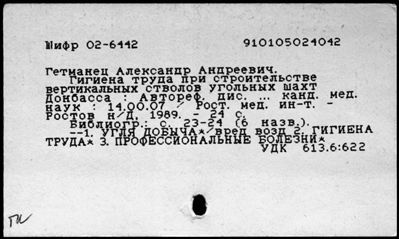 Шифр 02-6442 910105024042
Гетманец Александр Андреевич.
Гигиена труда при строительстве
вертикальных стволов угольных шахт
Донбасса : Автореф. дис. ... канд. мед.
наук : 14.00.07 / Рост. мед. ин-т. -
Ростов н/Д, 1989. - 24 с.
Библиогр.: с. 23-24 (6 назв.).
--1. УГЛЯ ДОБЫЧА*/вред возд 2. ГИГИЕНА
ТРУДА* 3. ПРОФЕССИОНАЛЬНЫЕ БОЛЕЗНИ*
УДК 613.6:622